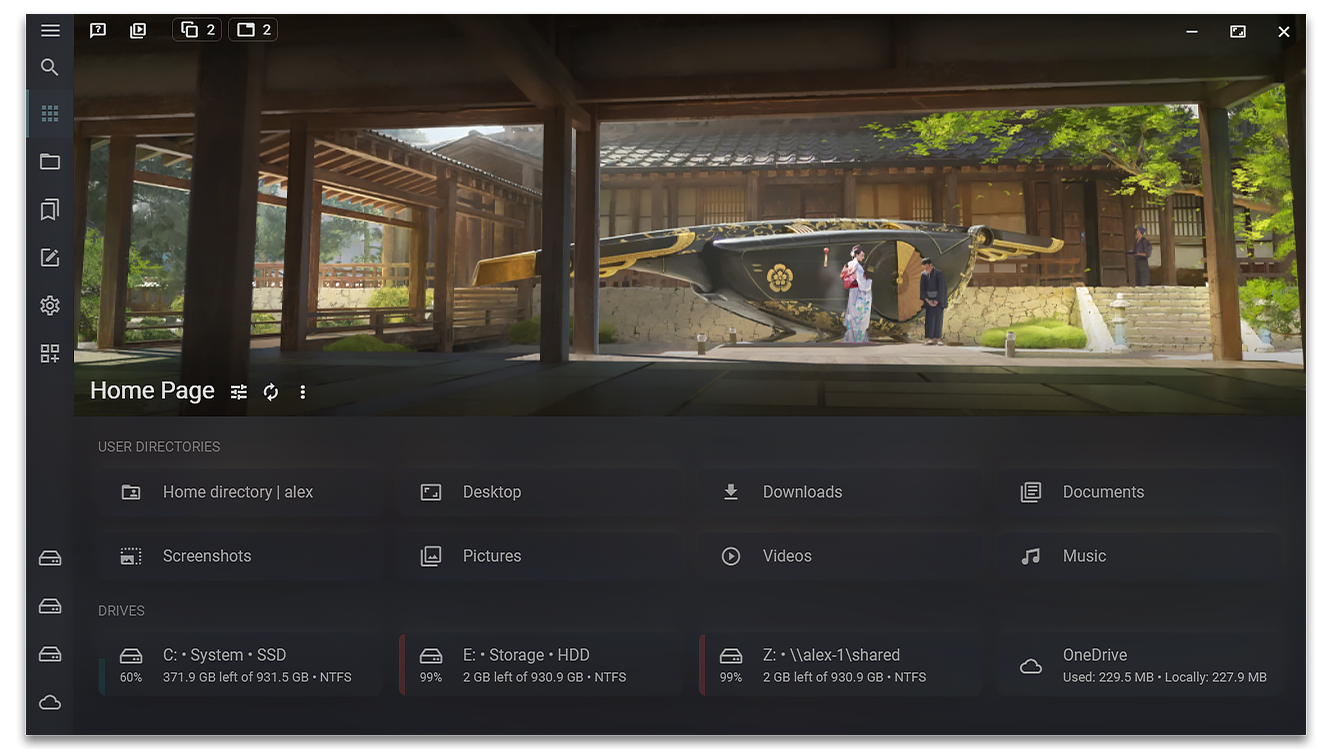 2
2
Home Page
USER DIRECTORIES
Home directory | alex
Desktop
Downloads
Documents
Screenshots
Pictures
Videos
Music
DRIVES
C: • System • SSD
60%
371.9 GB left of 931.5 GB • NTFS
E: • Storage • HDD
99%
2 GB left of 930.9 GB • NTFS
Z: • \\alex-1\shared
99%
2 GB left of 930.9 GB • NTFS
OneDrive
Used: 229.5 MB • Locally: 227.9 MB